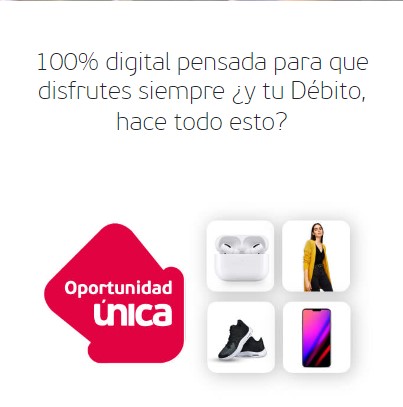 100% digital pensada para que
disfrutes siempre ¿y tu Débito,
hace todo esto?
Oportunidad
única